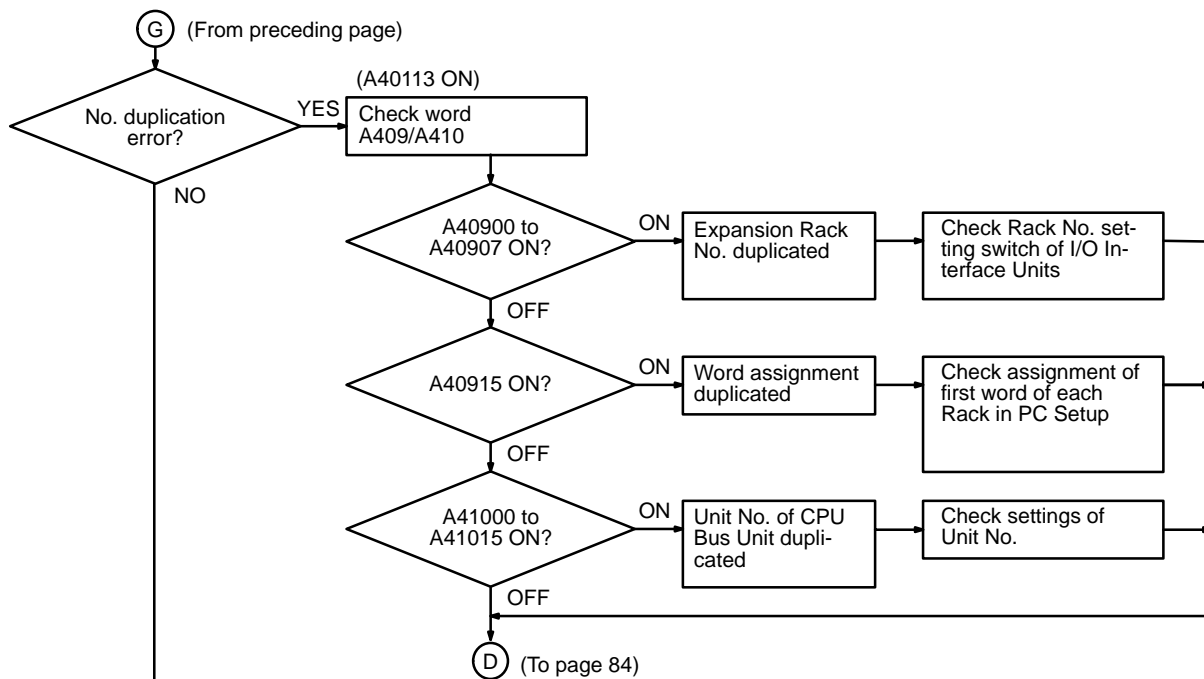 G (From preceding page)
No. duplication
error?
YES
(A40113 ON)
Check word
A409/A410
NO
A40900 to
A40907 ON?
ON
Expansion Rack
No. duplicated
Check Rack No. set-
ting switch of I/O In-
terface Units
OFF
A40915 ON?
ON
Word assignment
duplicated
Check assignment of
first word of each
Rack in PC Setup
OFF
A41000 to
A41015 ON?
ON
Unit No. of CPU
Bus Unit dupli-
cated
Check settings of
Unit No.
OFF
D (To page 84)